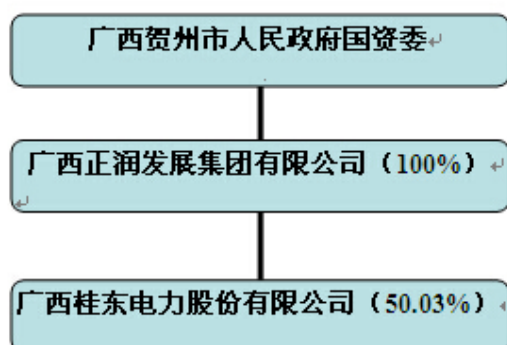 广西贺州市人民政府国资委
广西正润发展集团有限公司（100%）
广西桂东电力股份有限公司（50.03%）